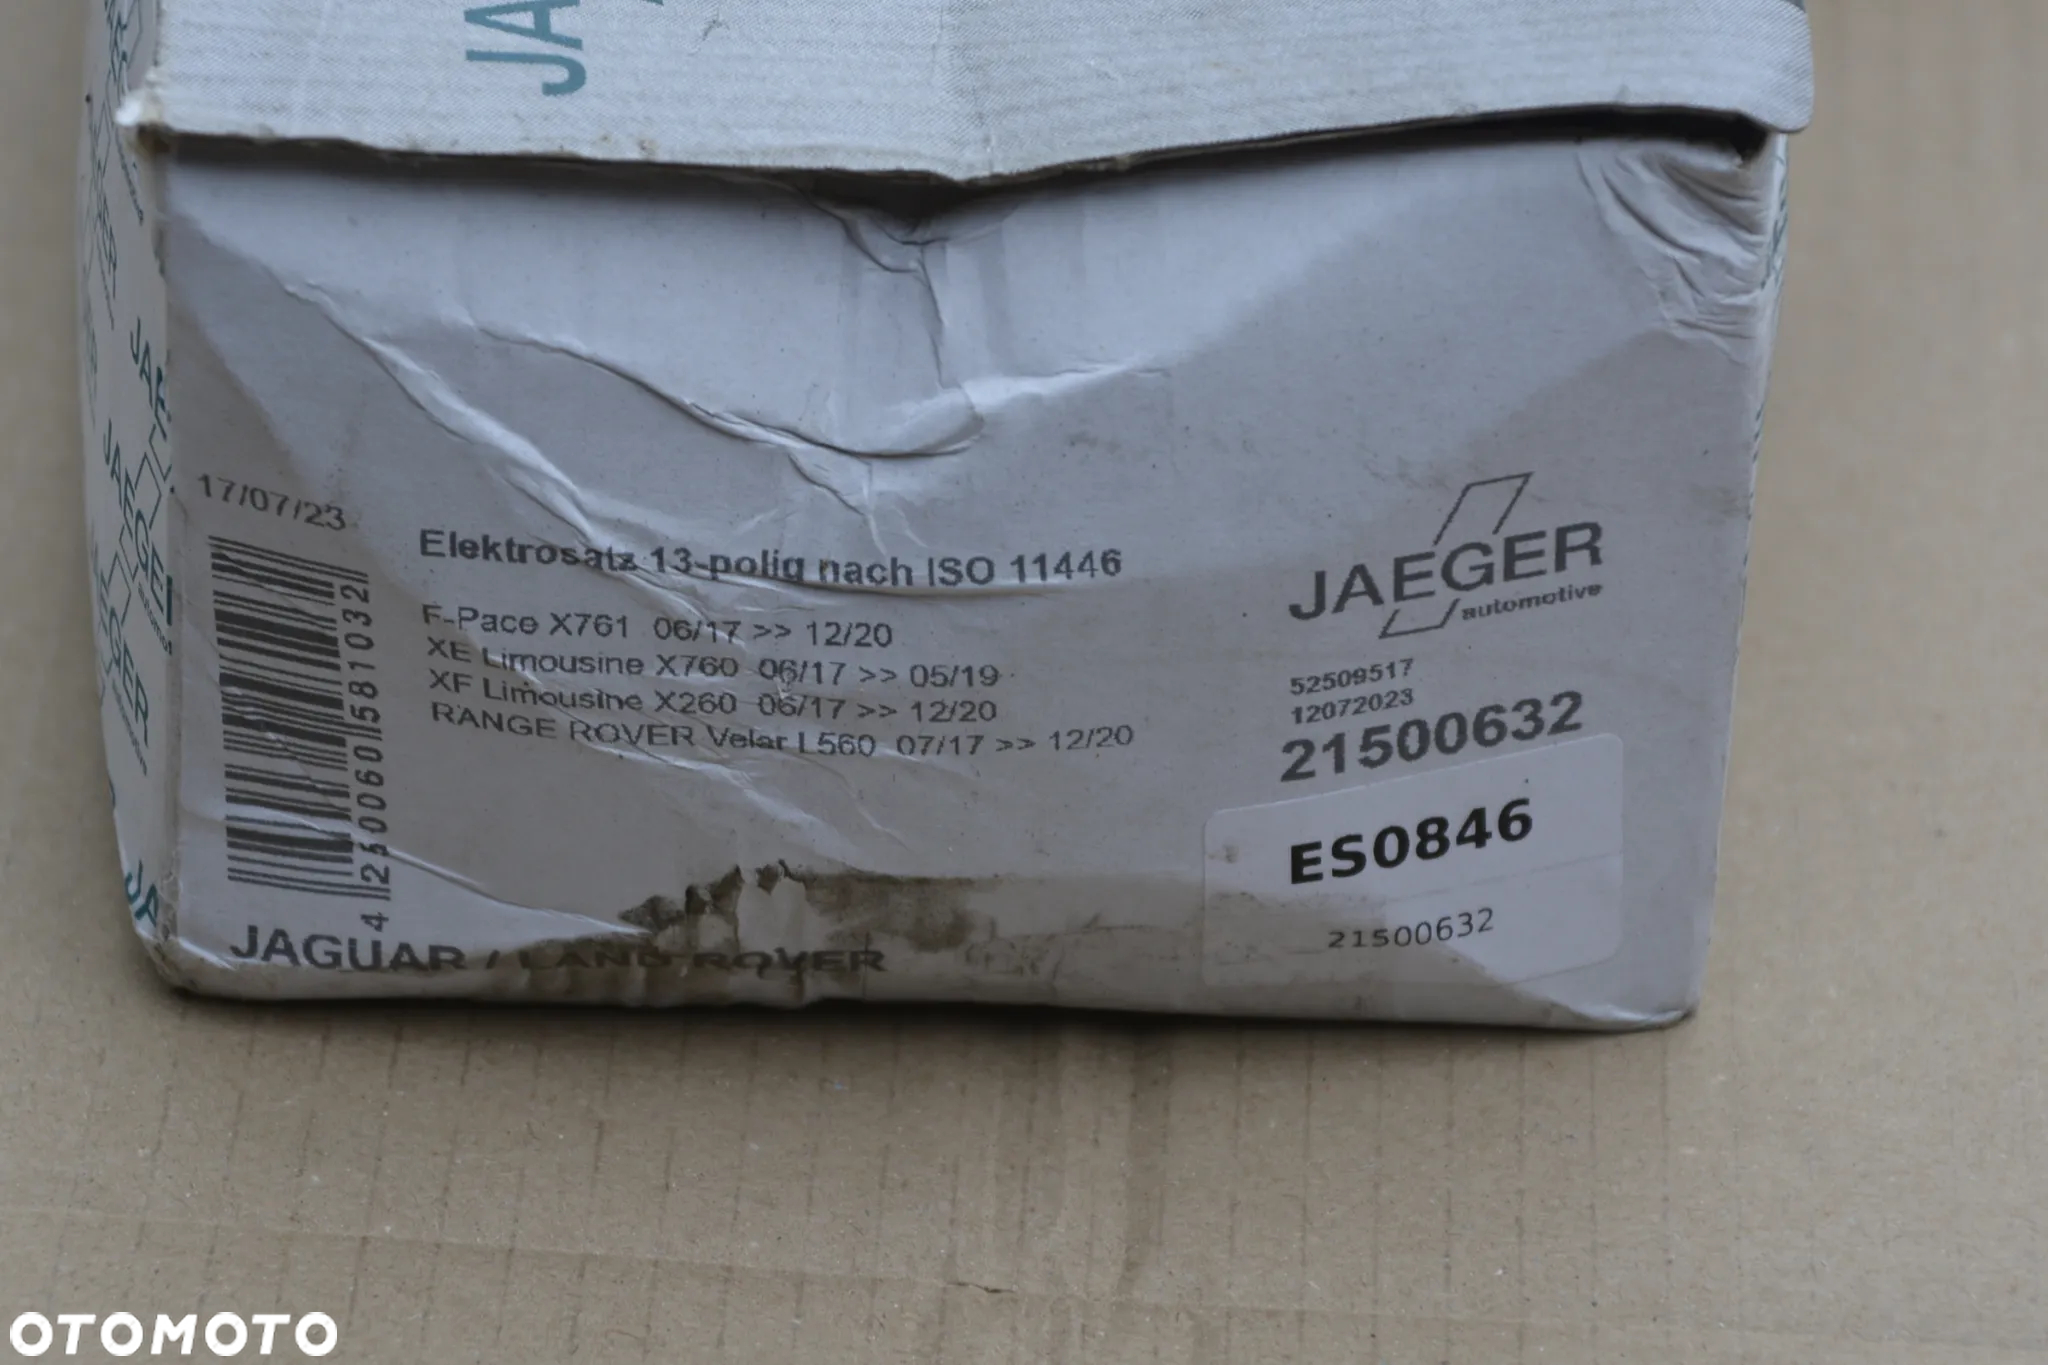 JA
17/07/23
Elektrosatz 13-polig nach ISO 11446
F-Pace X761 06/17 >> 12/20
XE Limousine X760 06/17 >> 05/19
XF Limousine X260 06/17 >> 12/20
RANGE ROVER Velar L560 07/17 >> 12/20
4 250060 581032
JAGUAR / LAND ROVER
JAEGER
automotive
52509517
12072023
21500632
ES0846
21500632
JAEGER
JAEGER
OTOMOTO